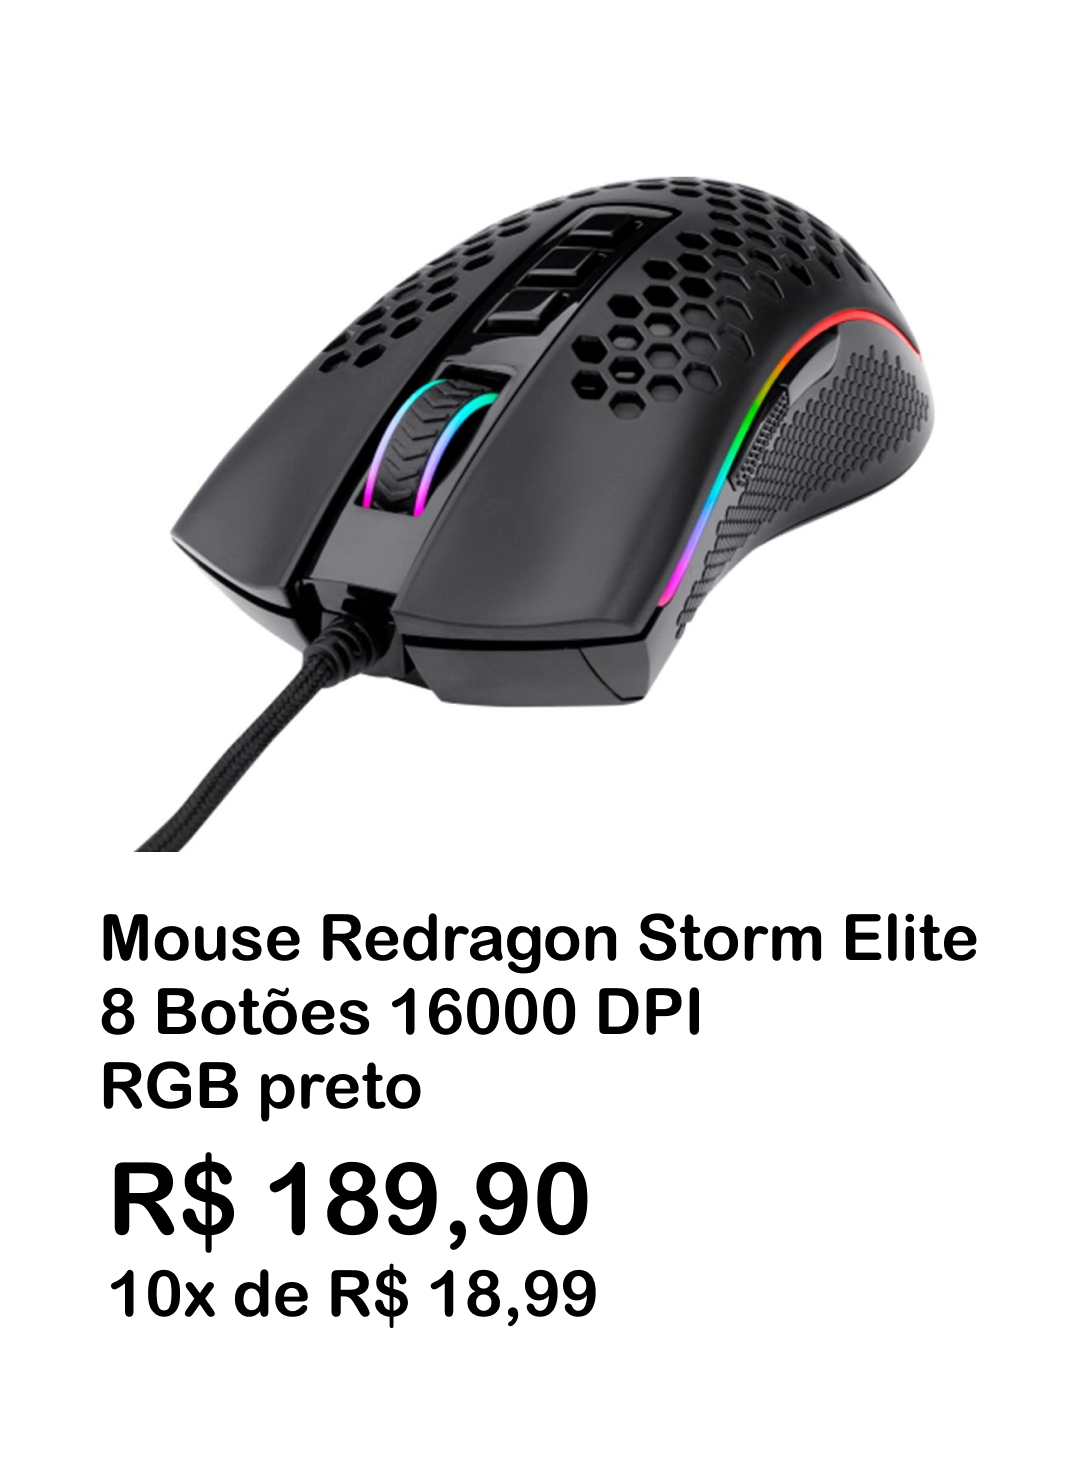 Mouse Redragon Storm Elite
8 Botões 16000 DPI
RGB preto
R$ 189,90
10x de R$ 18,99